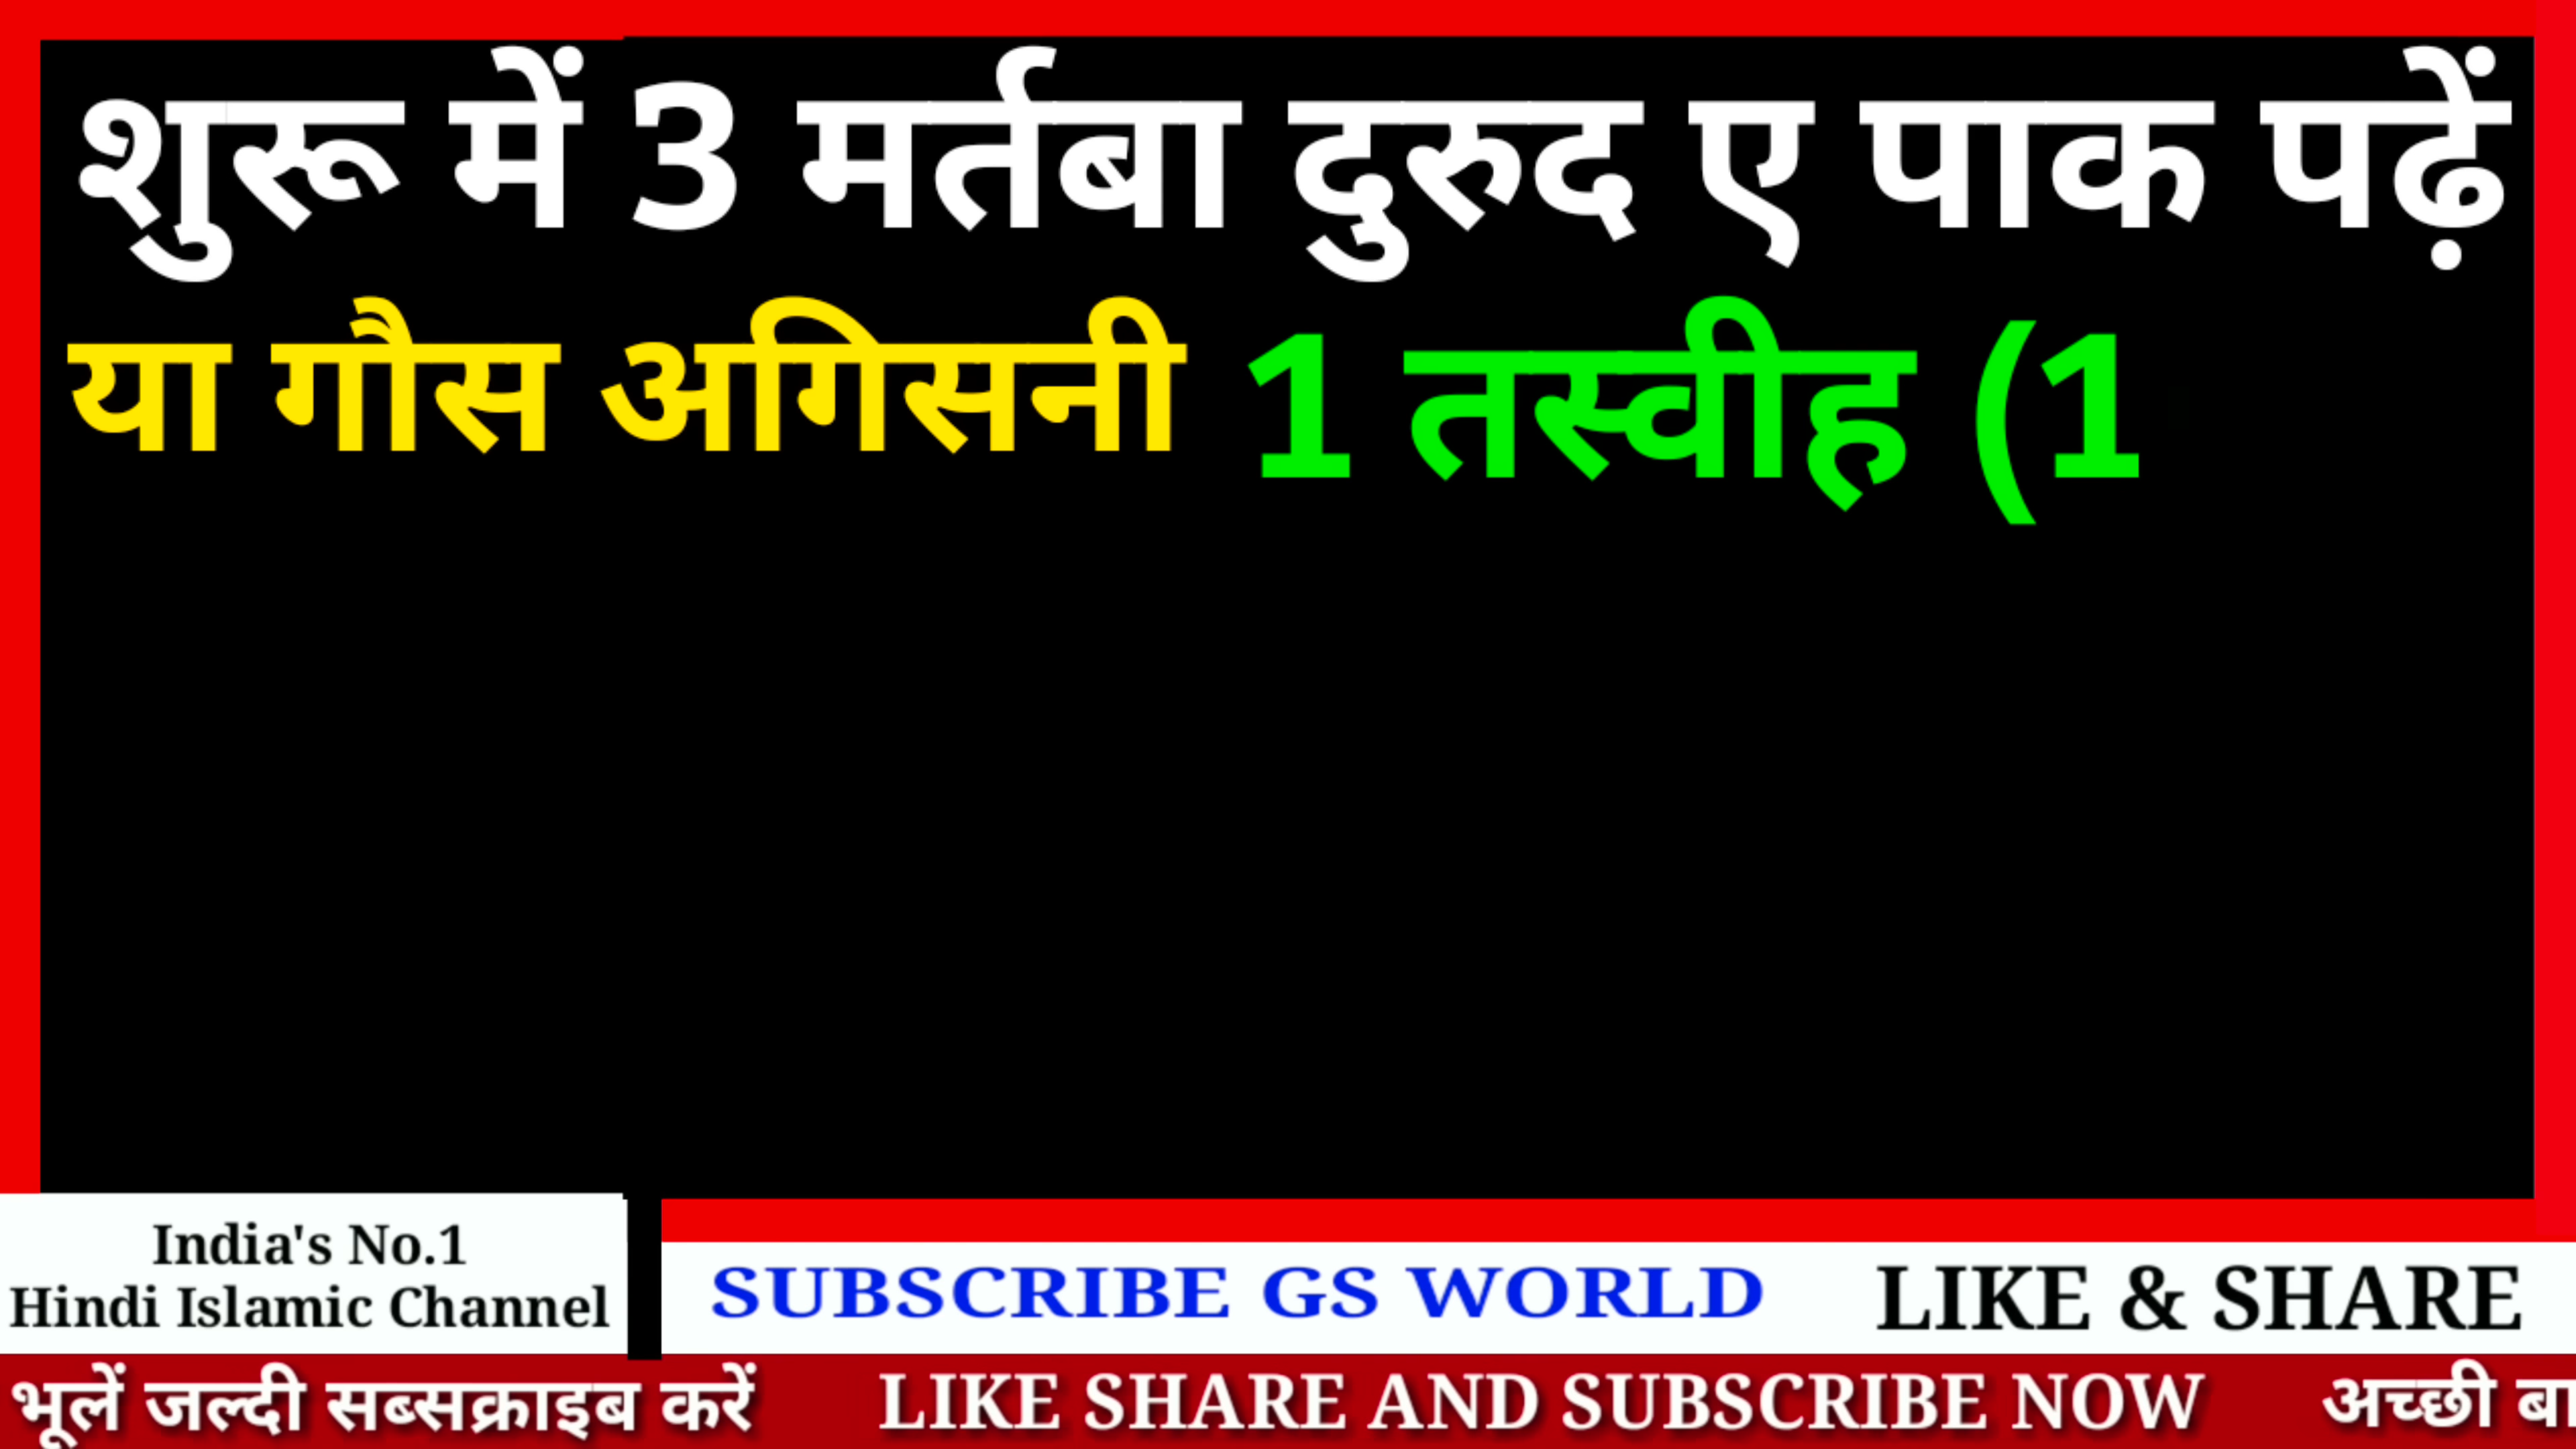 शुरू में 3 मर्तबा दुरुद ए पाक पढ़ें
या गौस अगिसनी 1 तस्वीह (1
India's No.1
Hindi Islamic Channel
SUBSCRIBE GS WORLD LIKE & SHARE
भूलें जल्दी सब्सक्राइब करें LIKE SHARE AND SUBSCRIBE NOW अच्छी बा